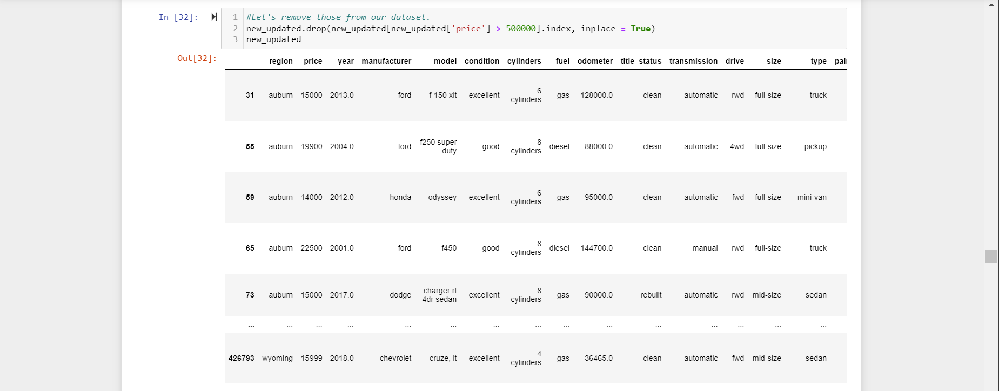 In [32]:
1 #Let's remove those from our dataset.
2 new_updated.drop(new_updated[new_updated['price'] > 500000].index, inplace = True)
3 new_updated
Out[32]:
region price year manufacturer model condition cylinders fuel odometer title_status transmission drive size type pai
31 auburn 15000 2013.0 ford f-150 xlt excellent 6 cylinders gas 128000.0 clean automatic rwd full-size truck
55 auburn 19900 2004.0 ford f250 super duty good 8 cylinders diesel 88000.0 clean automatic 4wd full-size pickup
59 auburn 14000 2012.0 honda odyssey excellent 6 cylinders gas 95000.0 clean automatic fwd full-size mini-van
65 auburn 22500 2001.0 ford f450 good 8 cylinders diesel 144700.0 clean manual rwd full-size truck
73 auburn 15000 2017.0 dodge charger rt 4dr sedan excellent 8 cylinders gas 90000.0 rebuilt automatic rwd mid-size sedan
... ... ... ... ... ... ... ... ... ... ... ... ... ... ...
426793 wyoming 15999 2018.0 chevrolet cruze, lt excellent 4 cylinders gas 36465.0 clean automatic fwd mid-size sedan